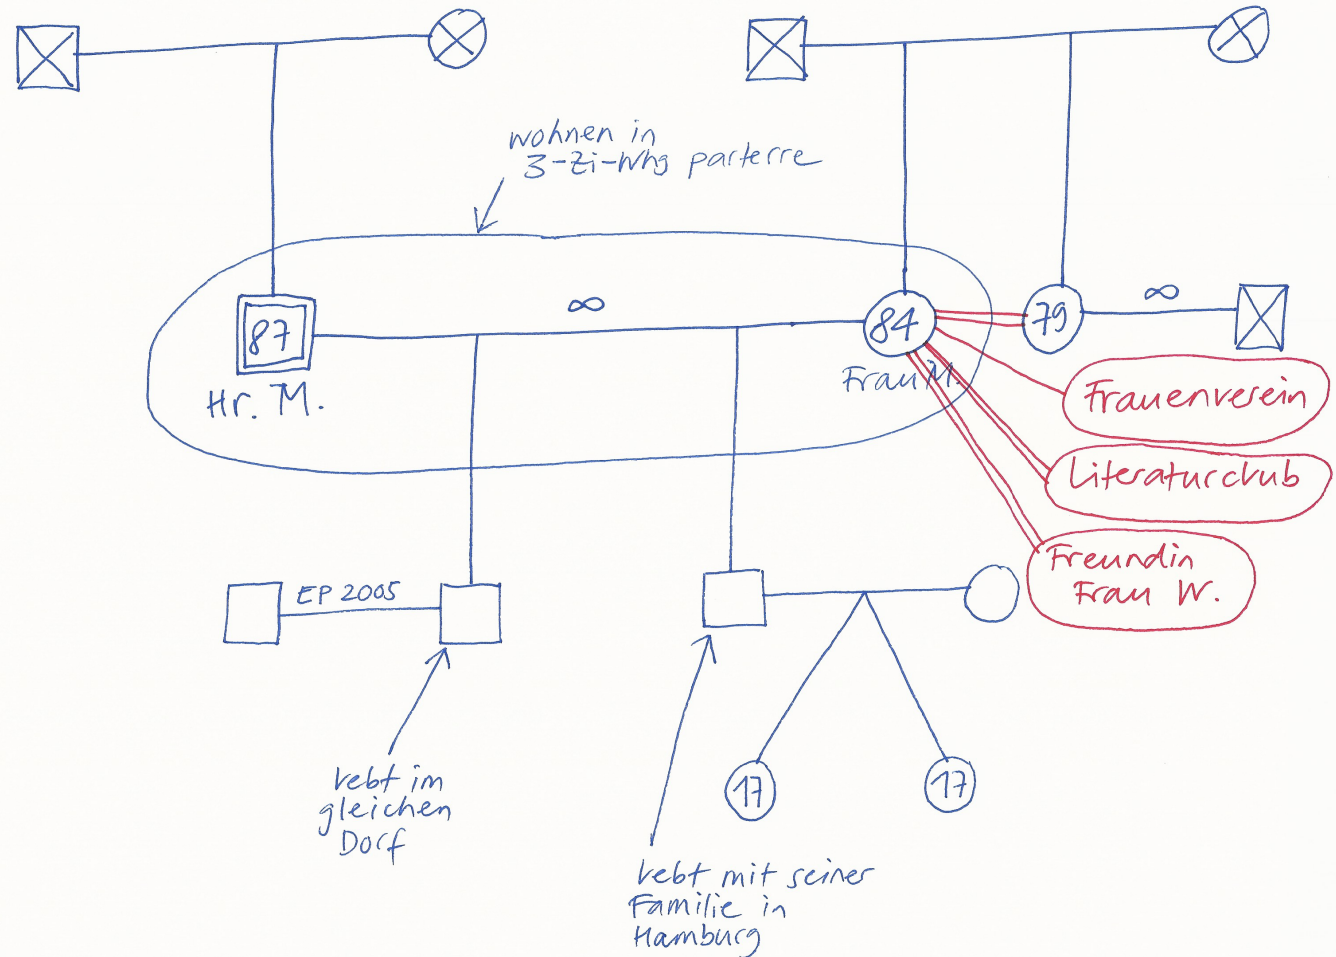 wohnen in
3-Zi-Whg parterre
∞
∞
87
84
79
Hr. M.
Frau M.
Frauenverein
Literaturclub
Freundin
Frau W.
EP 2005
17
17
lebt im
gleichen
Dorf
lebt mit seiner
Familie in
Hamburg